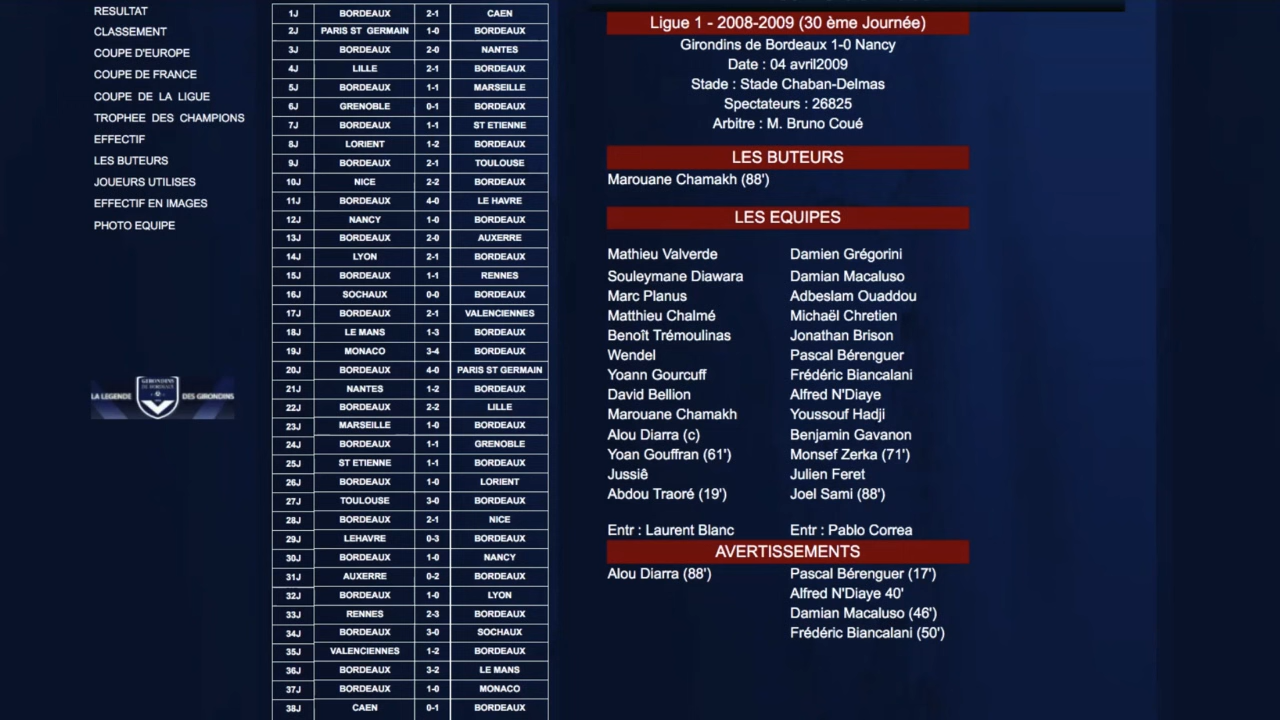 RESULTAT
CLASSEMENT
COUPE D'EUROPE
COUPE DE FRANCE
COUPE DE LA LIGUE
TROPHEE DES CHAMPIONS
EFFECTIF
LES BUTEURS
JOUEURS UTILISES
EFFECTIF EN IMAGES
PHOTO EQUIPE
LA LEGENDE
GIRONDINS
DE BORDEAUX
DES GIRONDINS
1J BORDEAUX 2-1 CAEN
2J PARIS ST GERMAIN 1-0 BORDEAUX
3J BORDEAUX 2-0 NANTES
4J LILLE 2-1 BORDEAUX
5J BORDEAUX 1-1 MARSEILLE
6J GRENOBLE 0-1 BORDEAUX
7J BORDEAUX 1-1 ST ETIENNE
8J LORIENT 1-2 BORDEAUX
9J BORDEAUX 2-1 TOULOUSE
10J NICE 2-2 BORDEAUX
11J BORDEAUX 4-0 LE HAVRE
12J NANCY 1-0 BORDEAUX
13J BORDEAUX 2-0 AUXERRE
14J LYON 2-1 BORDEAUX
15J BORDEAUX 1-1 RENNES
16J SOCHAUX 0-0 BORDEAUX
17J BORDEAUX 2-1 VALENCIENNES
18J LE MANS 1-3 BORDEAUX
19J MONACO 3-4 BORDEAUX
20J BORDEAUX 4-0 PARIS ST GERMAIN
21J NANTES 1-2 BORDEAUX
22J BORDEAUX 2-2 LILLE
23J MARSEILLE 1-0 BORDEAUX
24J BORDEAUX 1-1 GRENOBLE
25J ST ETIENNE 1-1 BORDEAUX
26J BORDEAUX 1-0 LORIENT
27J TOULOUSE 3-0 BORDEAUX
28J BORDEAUX 2-1 NICE
29J LEHAVRE 0-3 BORDEAUX
30J BORDEAUX 1-0 NANCY
31J AUXERRE 0-2 BORDEAUX
32J BORDEAUX 1-0 LYON
33J RENNES 2-3 BORDEAUX
34J BORDEAUX 3-0 SOCHAUX
35J VALENCIENNES 1-2 BORDEAUX
36J BORDEAUX 3-2 LE MANS
37J BORDEAUX 1-0 MONACO
38J CAEN 0-1 BORDEAUX
Ligue 1 - 2008-2009 (30 ème Journée)
Girondins de Bordeaux 1-0 Nancy
Date : 04 avril2009
Stade : Stade Chaban-Delmas
Spectateurs : 26825
Arbitre : M. Bruno Coué
LES BUTEURS
Marouane Chamakh (88')
LES EQUIPES
Mathieu Valverde Damien Grégorini
Souleymane Diawara Damian Macaluso
Marc Planus Adbeslam Ouaddou
Matthieu Chalmé Michaël Chretien
Benoît Trémoulinas Jonathan Brison
Wendel Pascal Bérenguer
Yoann Gourcuff Frédéric Biancalani
David Bellion Alfred N'Diaye
Marouane Chamakh Youssouf Hadji
Alou Diarra (c) Benjamin Gavanon
Yoan Gouffran (61') Monsef Zerka (71')
Jussiê Julien Feret
Abdou Traoré (19') Joel Sami (88')
Entr : Laurent Blanc Entr : Pablo Correa
AVERTISSEMENTS
Alou Diarra (88') Pascal Bérenguer (17')
Alfred N'Diaye 40'
Damian Macaluso (46')
Frédéric Biancalani (50')